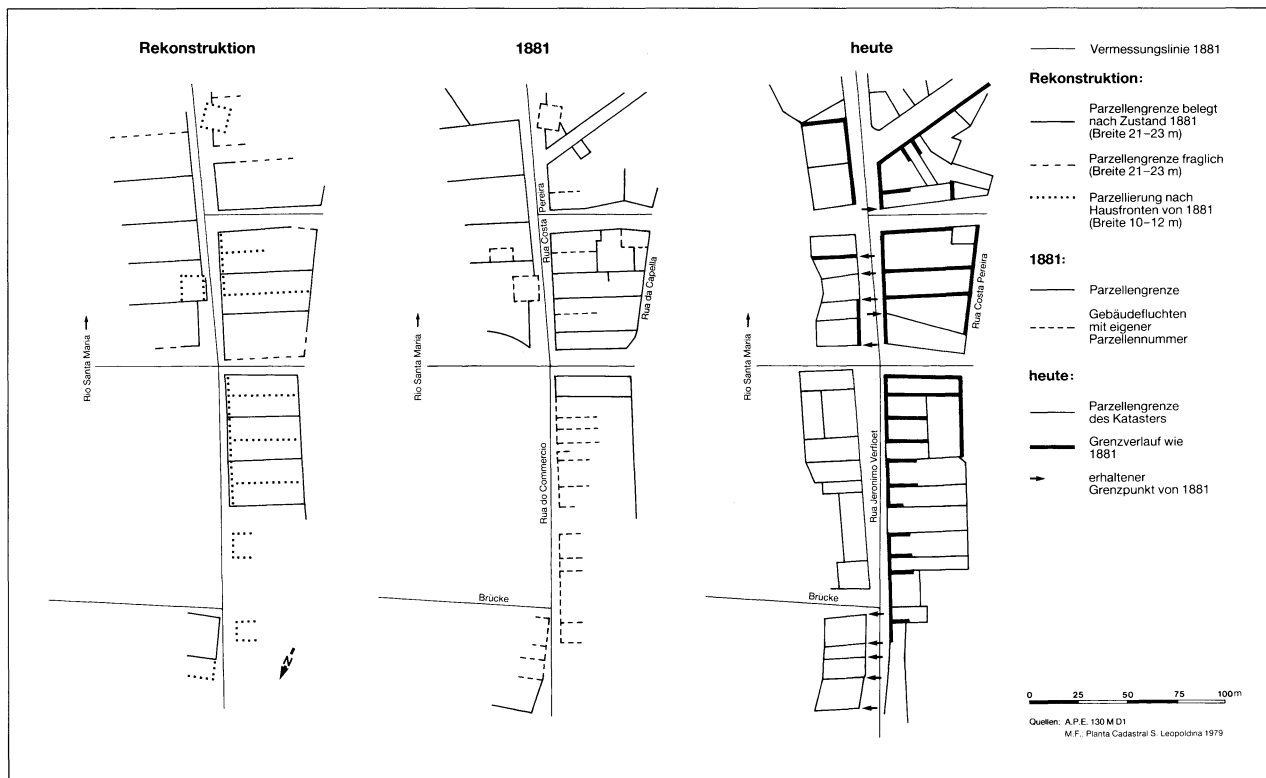 Rekonstruktion
1881
heute
Rio Santa Maria
Rio Santa Maria
Rua Costa Pereira
Rua da Capella
Rua do Commercio
Brücke
Rio Santa Maria
Rua Costa Pereira
Rua Jeronimo Verfloet
Brücke
N
Vermessungslinie 1881
Rekonstruktion:
Parzellengrenze belegt
nach Zustand 1881
(Breite 21–23 m)
Parzellengrenze fraglich
(Breite 21–23 m)
Parzellierung nach
Hausfronten von 1881
(Breite 10–12 m)
1881:
Parzellengrenze
Gebäudefluchten
mit eigener
Parzellennummer
heute:
Parzellengrenze
des Katasters
Grenzverlauf wie
1881
erhaltener
Grenzpunkt von 1881
0 25 50 75 100m
Quellen: A.P.E. 130 M D1
M.F.. Planta Cadastral S. Leopoldina 1979